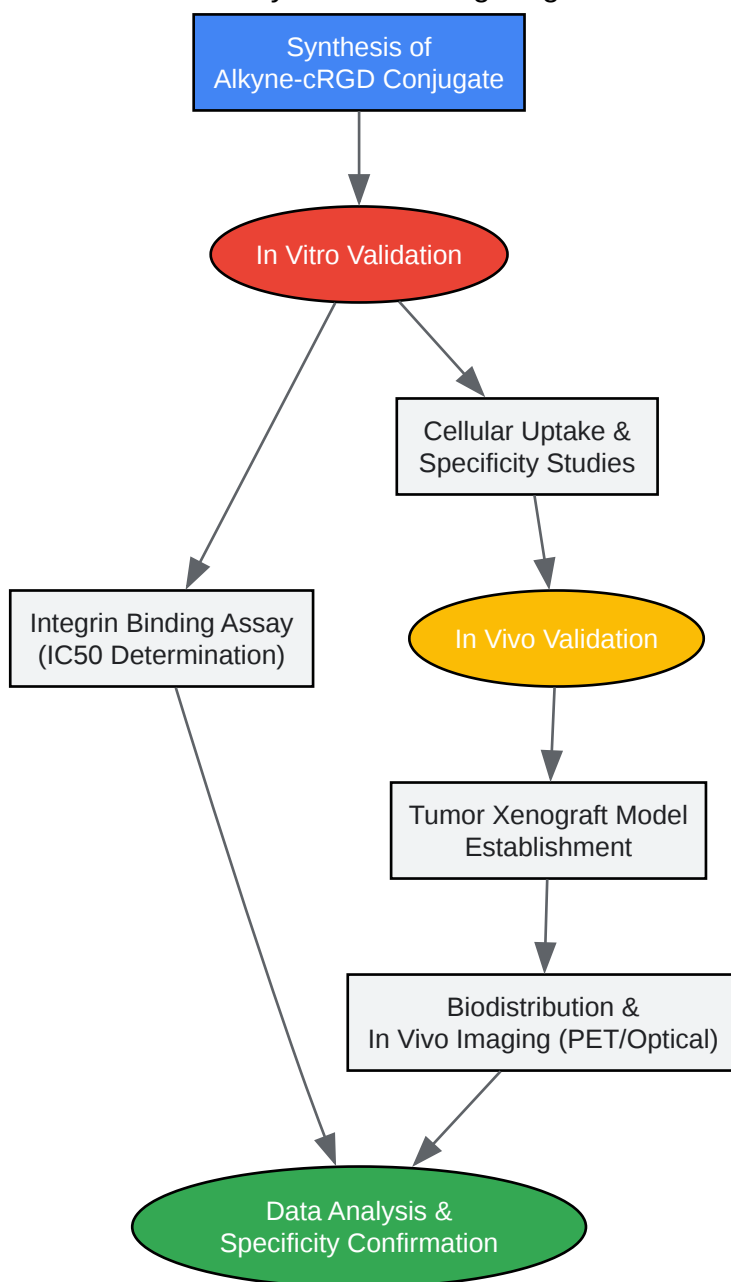 Synthesis of
Alkyne-cRGD Conjugate
In Vitro Validation
Cellular Uptake &
Specificity Studies
Integrin Binding Assay
(IC50 Determination)
In Vivo Validation
Tumor Xenograft Model
Establishment
Biodistribution &
In Vivo Imaging (PET/Optical)
Data Analysis &
Specificity Confirmation